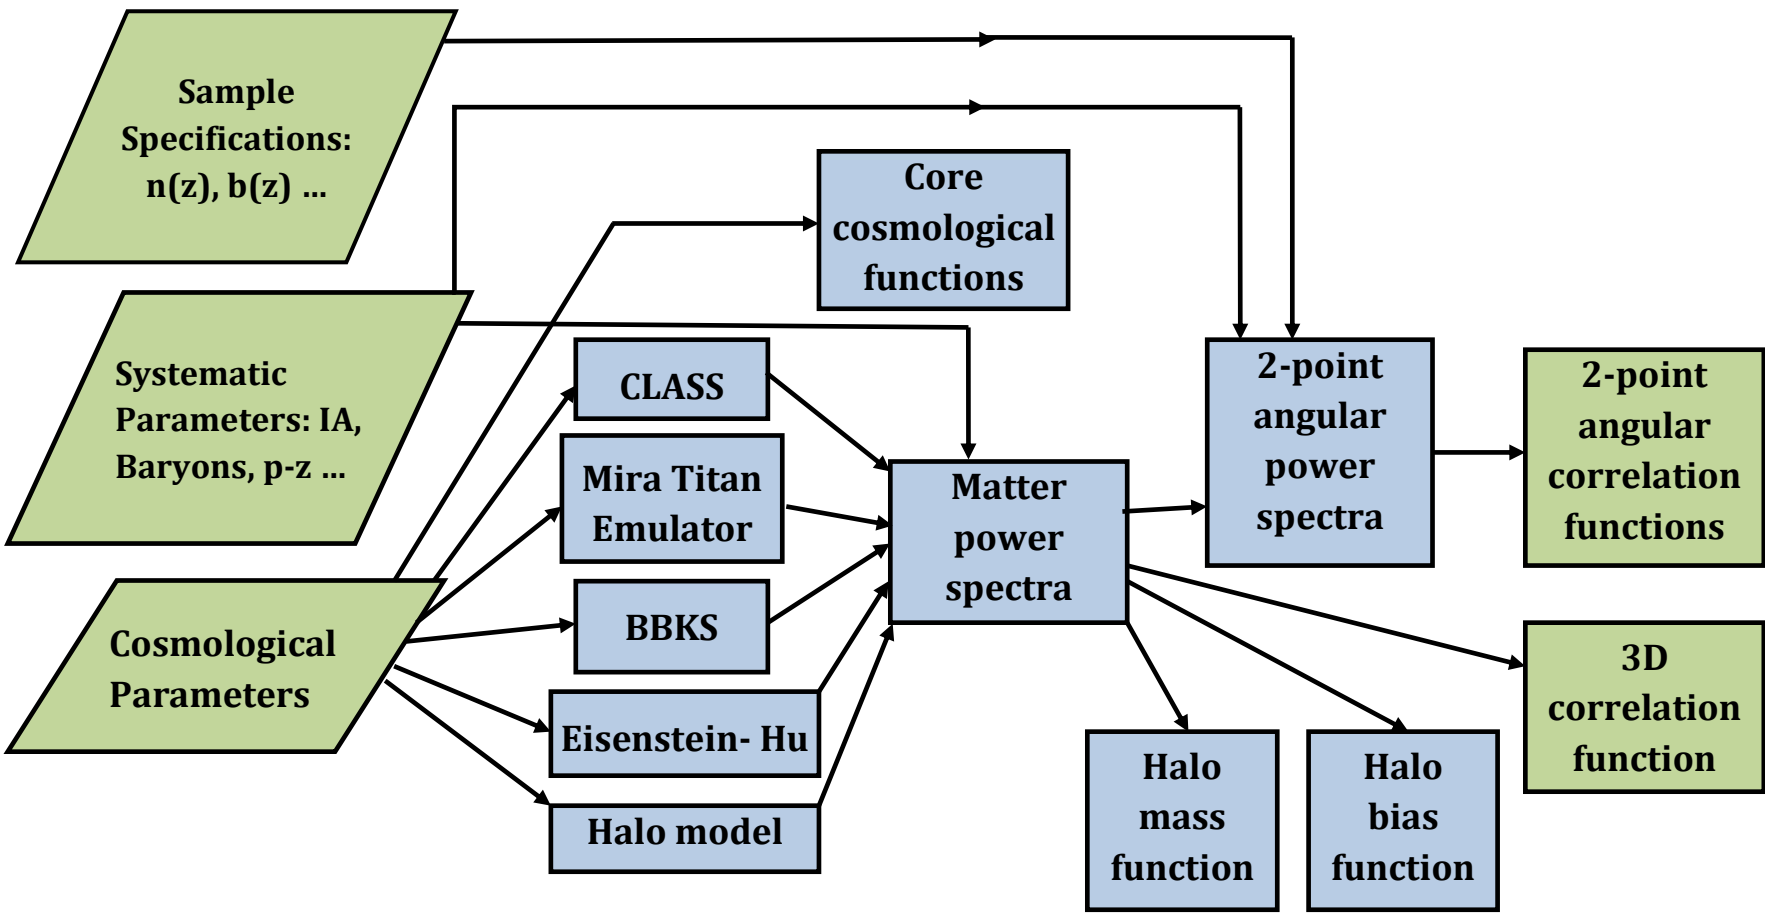 Sample
Specifications:
n(z), b(z) ...
Systematic
Parameters: IA,
Baryons, p-z ...
Cosmological
Parameters
Core
cosmological
functions
CLASS
Mira Titan
Emulator
BBKS
Eisenstein- Hu
Halo model
Matter
power
spectra
2-point
angular
power
spectra
2-point
angular
correlation
functions
3D
correlation
function
Halo
mass
function
Halo
bias
function